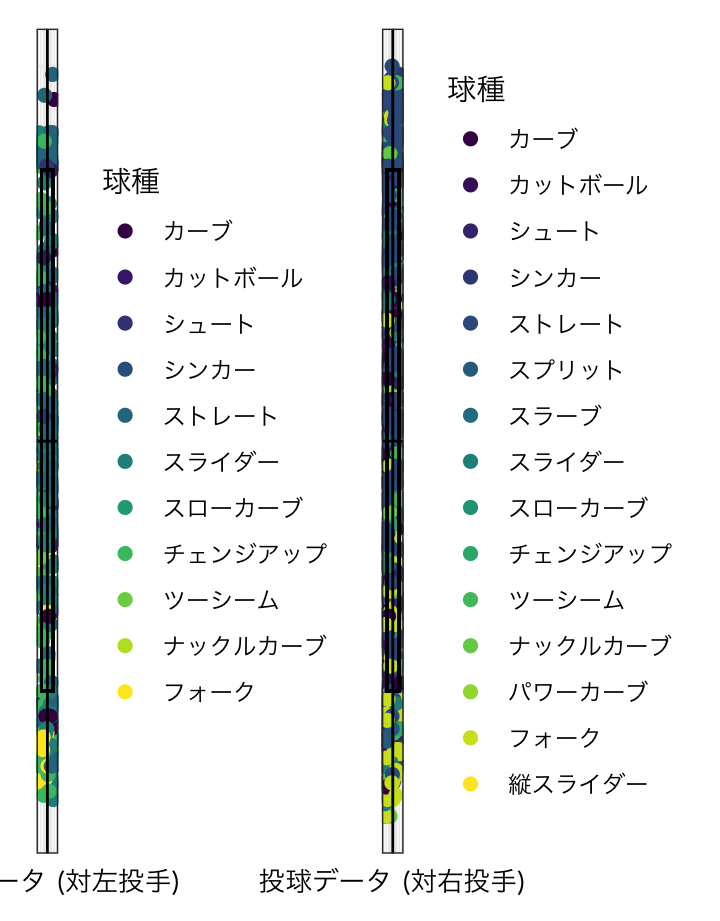 球種
カーブ
カットボール
シュート
シンカー
ストレート
スライダー
スローカーブ
チェンジアップ
ツーシーム
ナックルカーブ
フォーク
ータ (対左投手)
球種
カーブ
カットボール
シュート
シンカー
ストレート
スプリット
スラーブ
スライダー
スローカーブ
チェンジアップ
ツーシーム
ナックルカーブ
パワーカーブ
フォーク
縦スライダー
投球データ (対右投手)